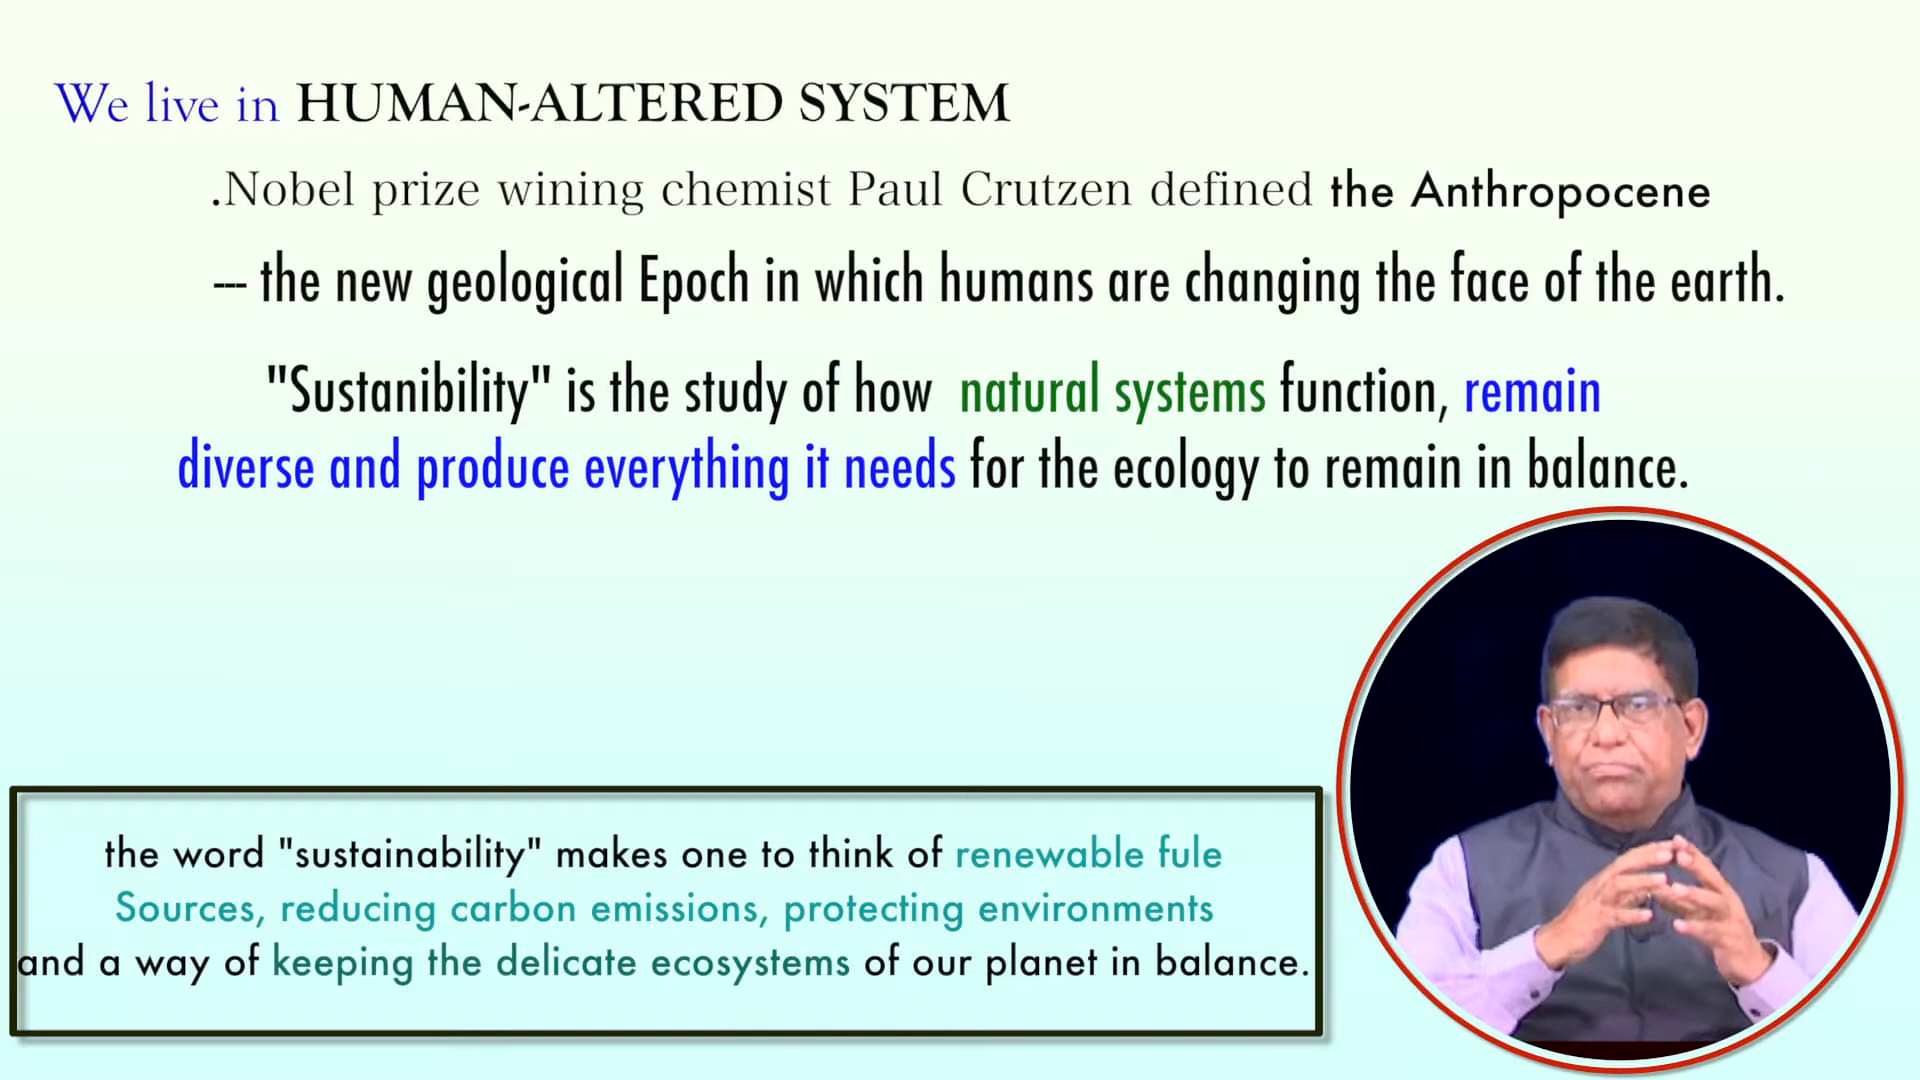 We live in HUMAN-ALTERED SYSTEM
.Nobel prize wining chemist Paul Crutzen defined the Anthropocene
--- the new geological Epoch in which humans are changing the face of the earth.
"Sustanibility" is the study of how natural systems function, remain
diverse and produce everything it needs for the ecology to remain in balance.
the word "sustainability" makes one to think of renewable fule
Sources, reducing carbon emissions, protecting environments
and a way of keeping the delicate ecosystems of our planet in balance.